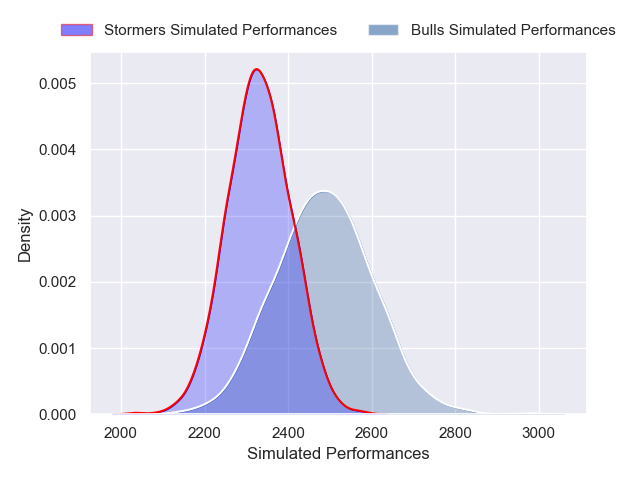 Stormers Simulated Performances Bulls Simulated Performances
0.005
0.004
0.003
0.002
0.001
0.000
Density
2000 2200 2400 2600 2800 3000
Simulated Performances